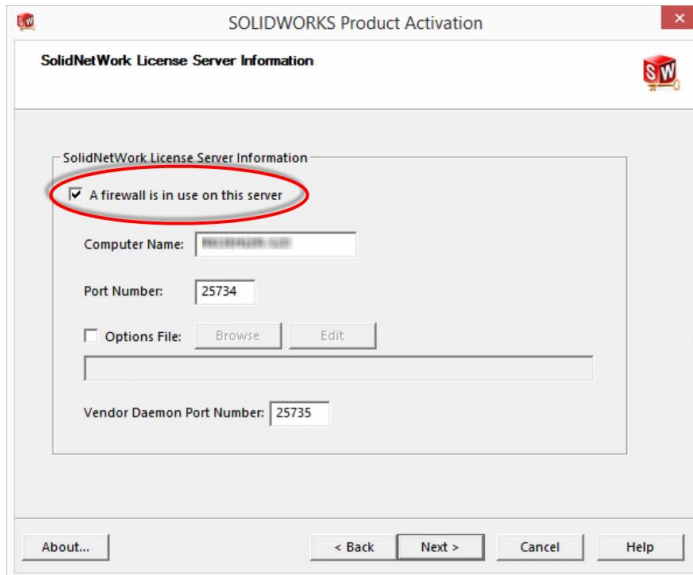 SOLIDWORKS Product Activation
SolidNetWork License Server Information
SW
SolidNetWork License Server Information
A firewall is in use on this server
Computer Name:
Port Number: 25734
Options File: Browse Edit
Vendor Daemon Port Number: 25735
About... < Back Next > Cancel Help